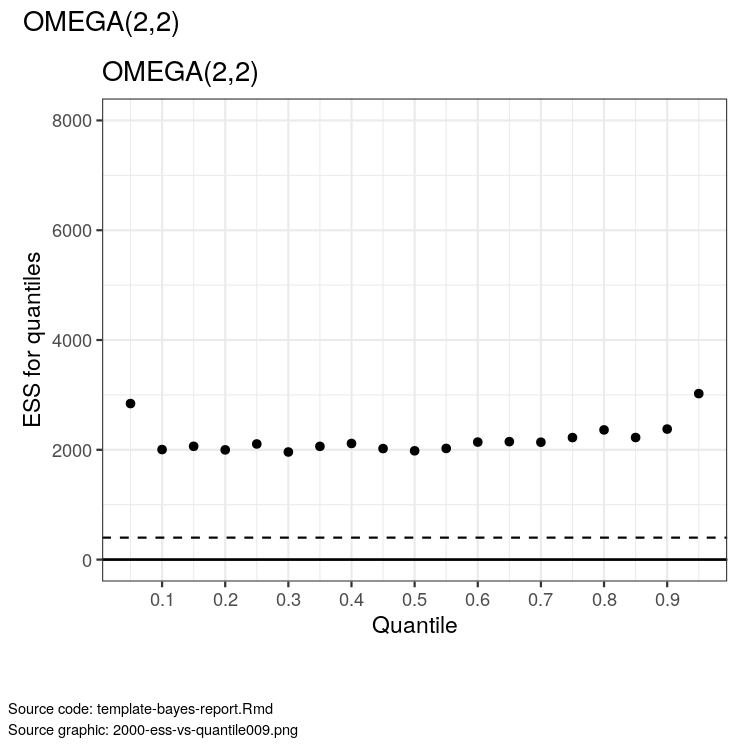 OMEGA(2,2)
OMEGA(2,2)
ESS for quantiles
8000
6000
4000
2000
0
0.1 0.2 0.3 0.4 0.5 0.6 0.7 0.8 0.9
Quantile
Source code: template-bayes-report.Rmd
Source graphic: 2000-ess-vs-quantile009.png